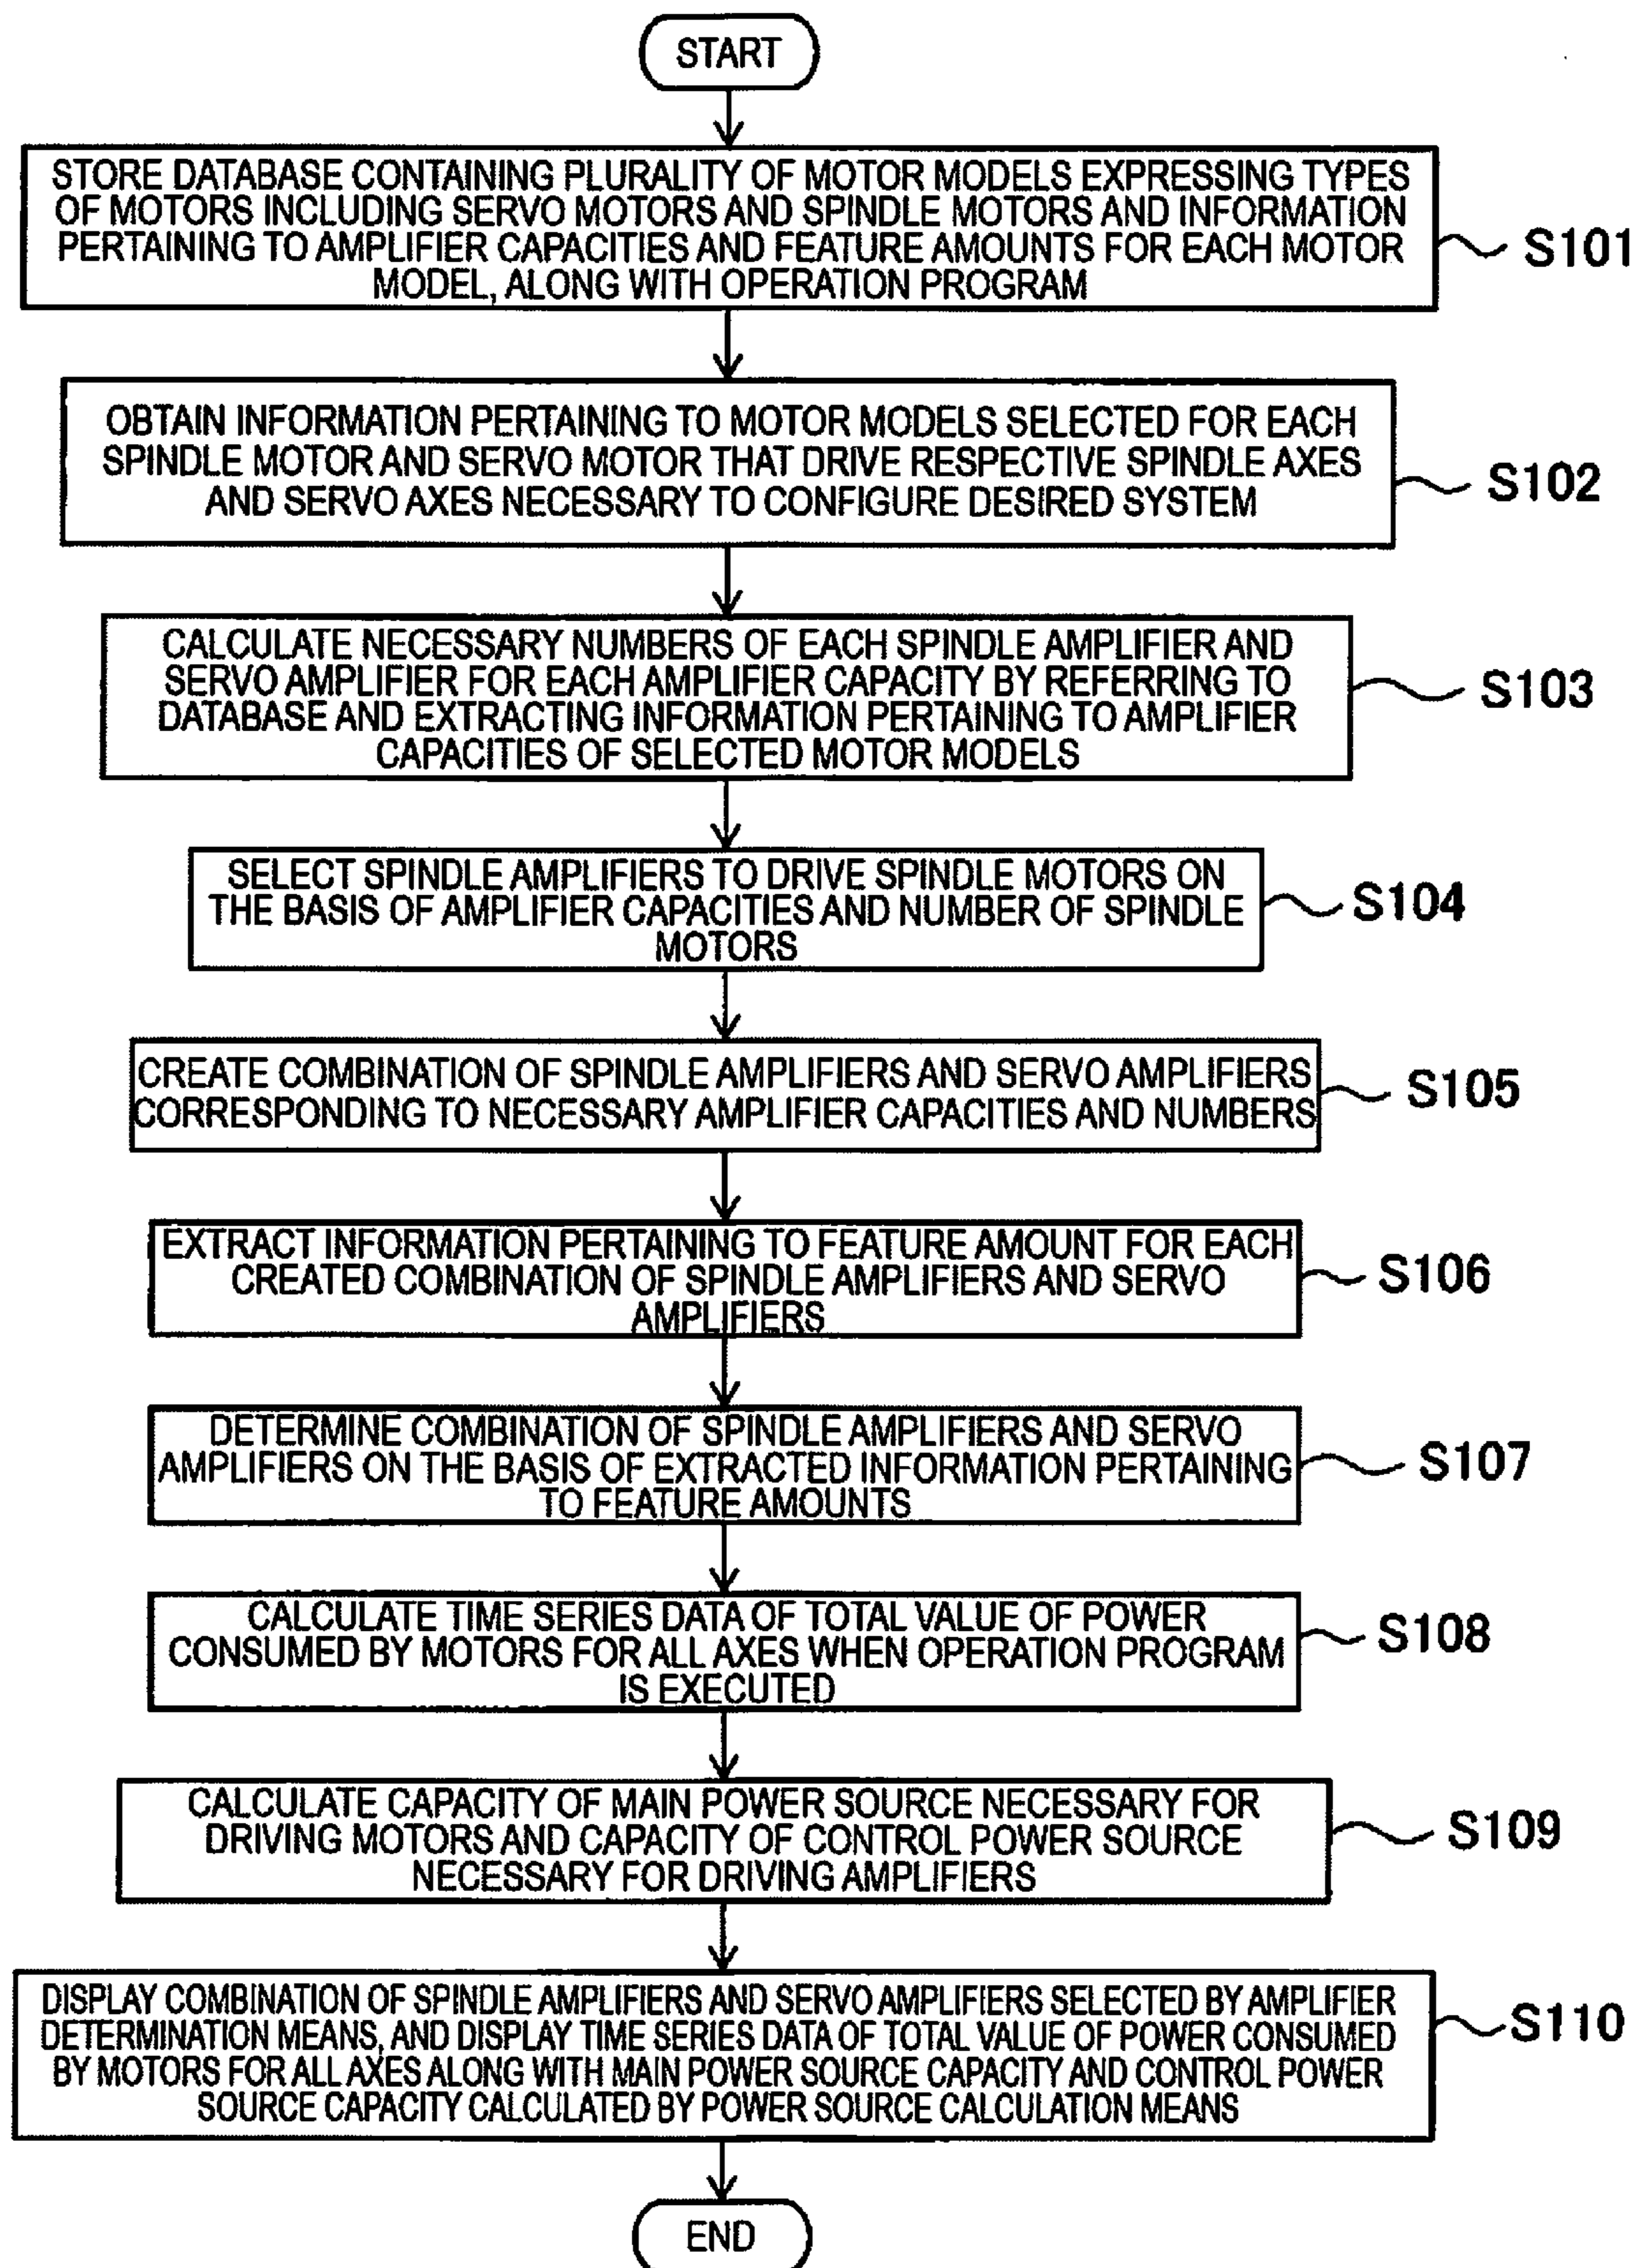 START
STORE DATABASE CONTAINING PLURALITY OF MOTOR MODELS EXPRESSING TYPES
OF MOTORS INCLUDING SERVO MOTORS AND SPINDLE MOTORS AND INFORMATION
PERTAINING TO AMPLIFIER CAPACITIES AND FEATURE AMOUNTS FOR EACH MOTOR
MODEL, ALONG WITH OPERATION PROGRAM
S101
OBTAIN INFORMATION PERTAINING TO MOTOR MODELS SELECTED FOR EACH
SPINDLE MOTOR AND SERVO MOTOR THAT DRIVE RESPECTIVE SPINDLE AXES
AND SERVO AXES NECESSARY TO CONFIGURE DESIRED SYSTEM
S102
CALCULATE NECESSARY NUMBERS OF EACH SPINDLE AMPLIFIER AND
SERVO AMPLIFIER FOR EACH AMPLIFIER CAPACITY BY REFERRING TO
DATABASE AND EXTRACTING INFORMATION PERTAINING TO AMPLIFIER
CAPACITIES OF SELECTED MOTOR MODELS
S103
SELECT SPINDLE AMPLIFIERS TO DRIVE SPINDLE MOTORS ON
THE BASIS OF AMPLIFIER CAPACITIES AND NUMBER OF SPINDLE
MOTORS
S104
CREATE COMBINATION OF SPINDLE AMPLIFIERS AND SERVO AMPLIFIERS
CORRESPONDING TO NECESSARY AMPLIFIER CAPACITIES AND NUMBERS
S105
EXTRACT INFORMATION PERTAINING TO FEATURE AMOUNT FOR EACH
CREATED COMBINATION OF SPINDLE AMPLIFIERS AND SERVO
AMPLIFIERS
S106
DETERMINE COMBINATION OF SPINDLE AMPLIFIERS AND SERVO
AMPLIFIERS ON THE BASIS OF EXTRACTED INFORMATION PERTAINING
TO FEATURE AMOUNTS
S107
CALCULATE TIME SERIES DATA OF TOTAL VALUE OF POWER
CONSUMED BY MOTORS FOR ALL AXES WHEN OPERATION PROGRAM
IS EXECUTED
S108
CALCULATE CAPACITY OF MAIN POWER SOURCE NECESSARY FOR
DRIVING MOTORS AND CAPACITY OF CONTROL POWER SOURCE
NECESSARY FOR DRIVING AMPLIFIERS
S109
DISPLAY COMBINATION OF SPINDLE AMPLIFIERS AND SERVO AMPLIFIERS SELECTED BY AMPLIFIER
DETERMINATION MEANS, AND DISPLAY TIME SERIES DATA OF TOTAL VALUE OF POWER CONSUMED
BY MOTORS FOR ALL AXES ALONG WITH MAIN POWER SOURCE CAPACITY AND CONTROL POWER
SOURCE CAPACITY CALCULATED BY POWER SOURCE CALCULATION MEANS
S110
END